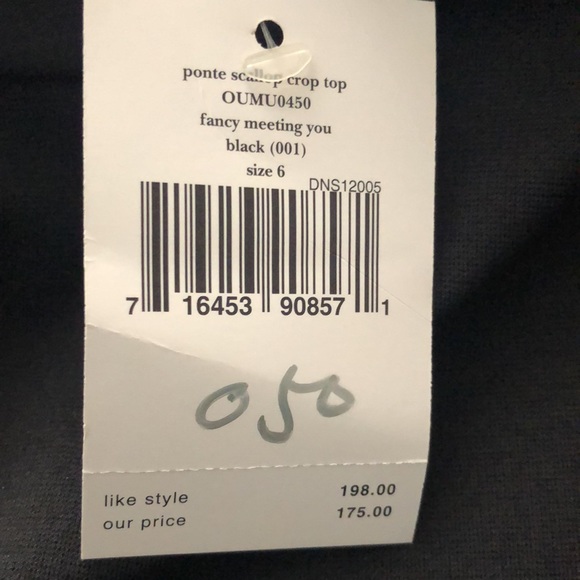 ponte scallop crop top
OUMU0450
fancy meeting you
black (001)
size 6
DNS12005
7 16453 90857 1
050
like style 198.00
our price 175.00